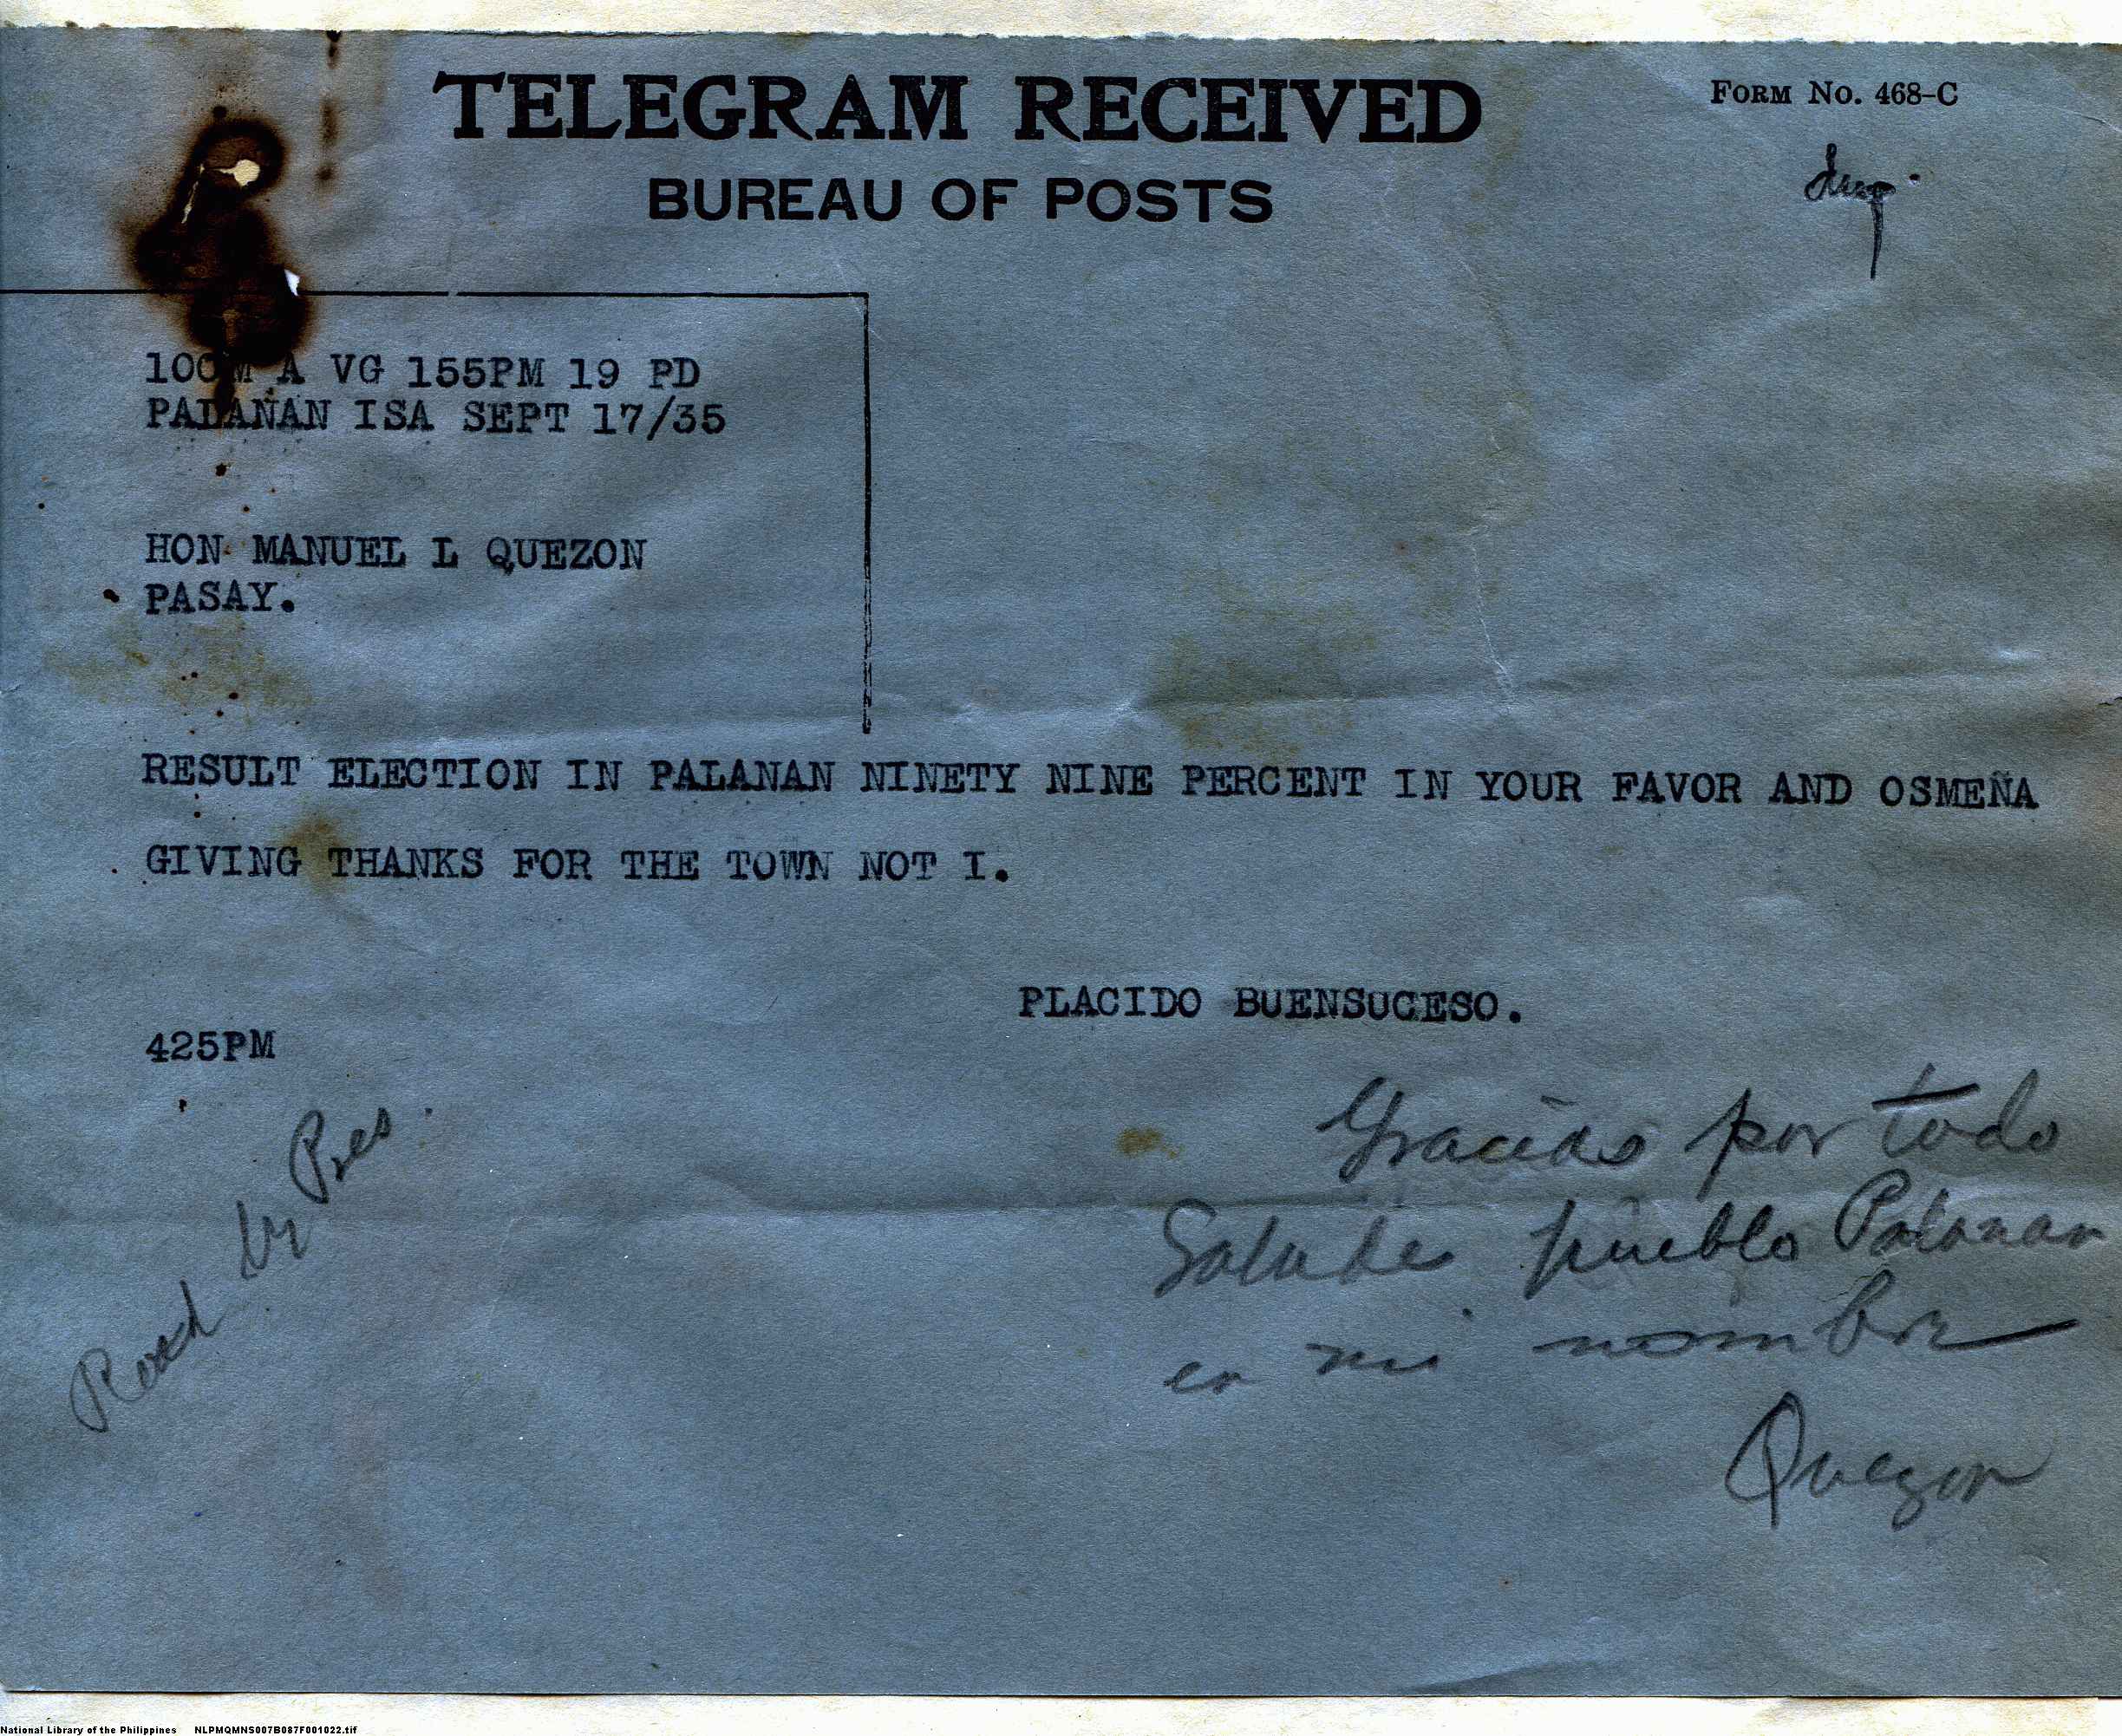 TELEGRAM RECEIVED
FORM No. 468-C
BUREAU OF POSTS
A VG 155PM 19 PD
PALANAN ISA SEPT 17/35
HON MANUEL L QUEZON
PASAY.
RESULT ELECTION IN PALANAN NINETY NINE PERCENT IN YOUR FAVOR AND OSMEÑA
GIVING THANKS FOR THE TOWN NOT I.
PLACIDO BUENSUCESO.
425PM
Read by Pres.
Gracias por todo
Salude pueblo Palanan
en mi nombre
Quezon
National Library of the Philippines NLPMQMNS007B087F001022.tif